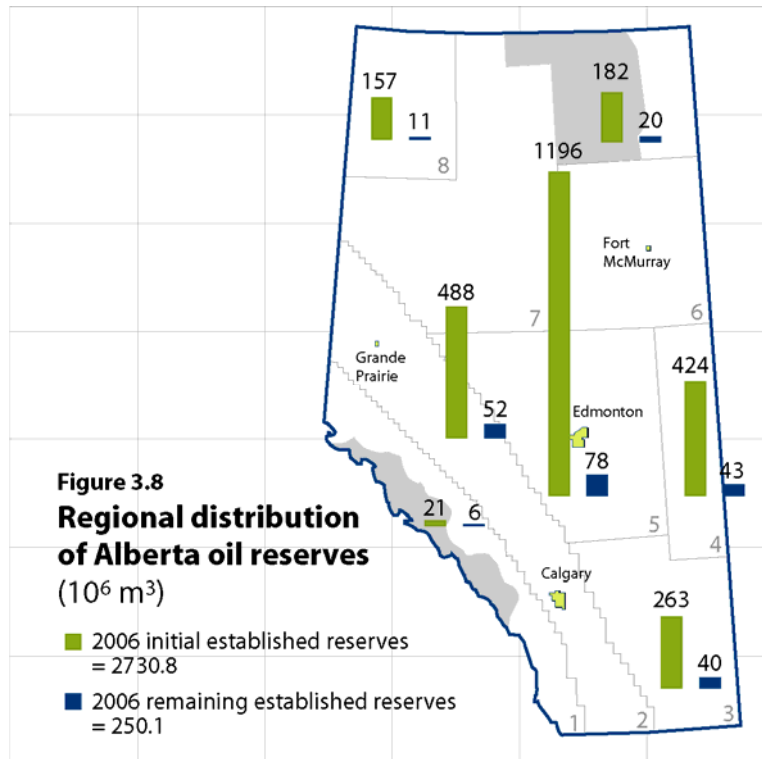 157
11
8
182
20
1196
Fort
McMurray
488
7
6
Grande
Prairie
424
52
Edmonton
78
43
Figure 3.8
Regional distribution
of Alberta oil reserves
(10⁶ m³)
21
6
5
4
Calgary
263
40
2006 initial established reserves
= 2730.8
2006 remaining established reserves
= 250.1
1
2
3